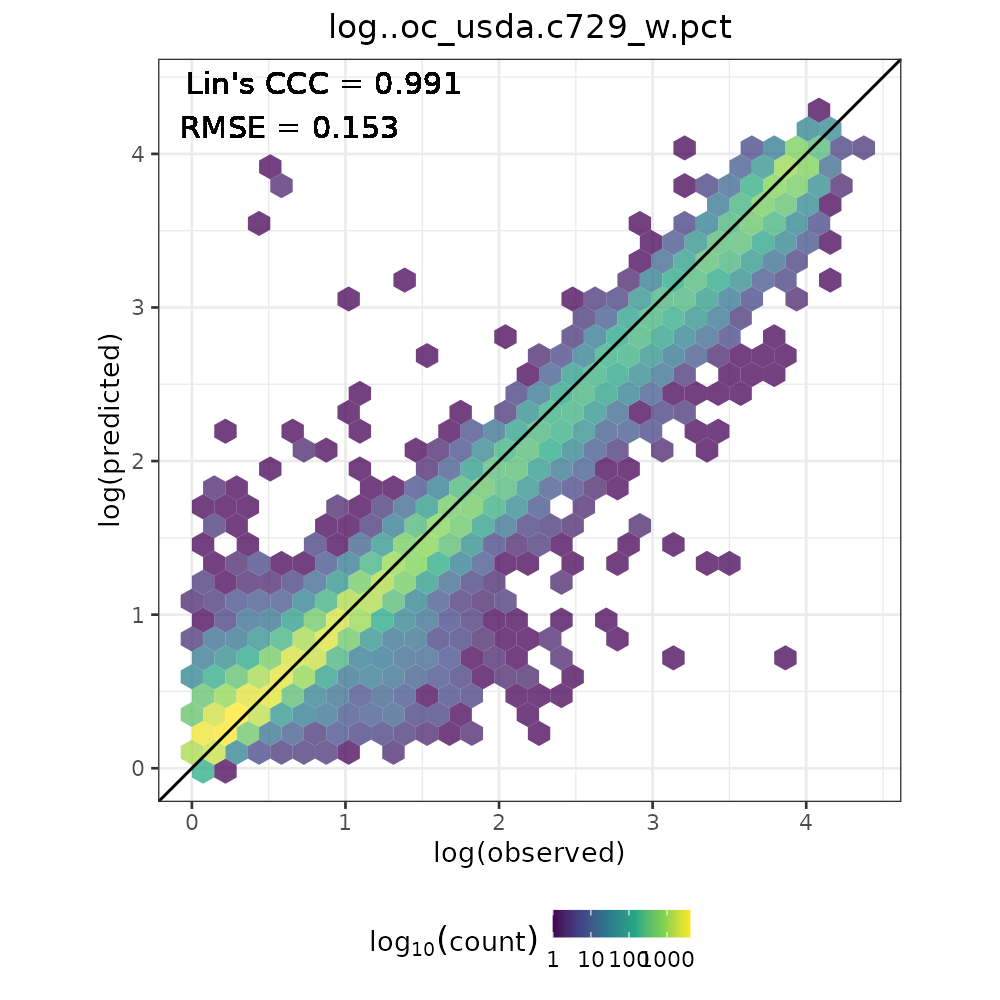 log..oc_usda.c729_w.pct
Lin's CCC = 0.991
RMSE = 0.153
4
3
2
1
0
log(predicted)
0 1 2 3 4
log(observed)
log10(count)
1 10 100 1000